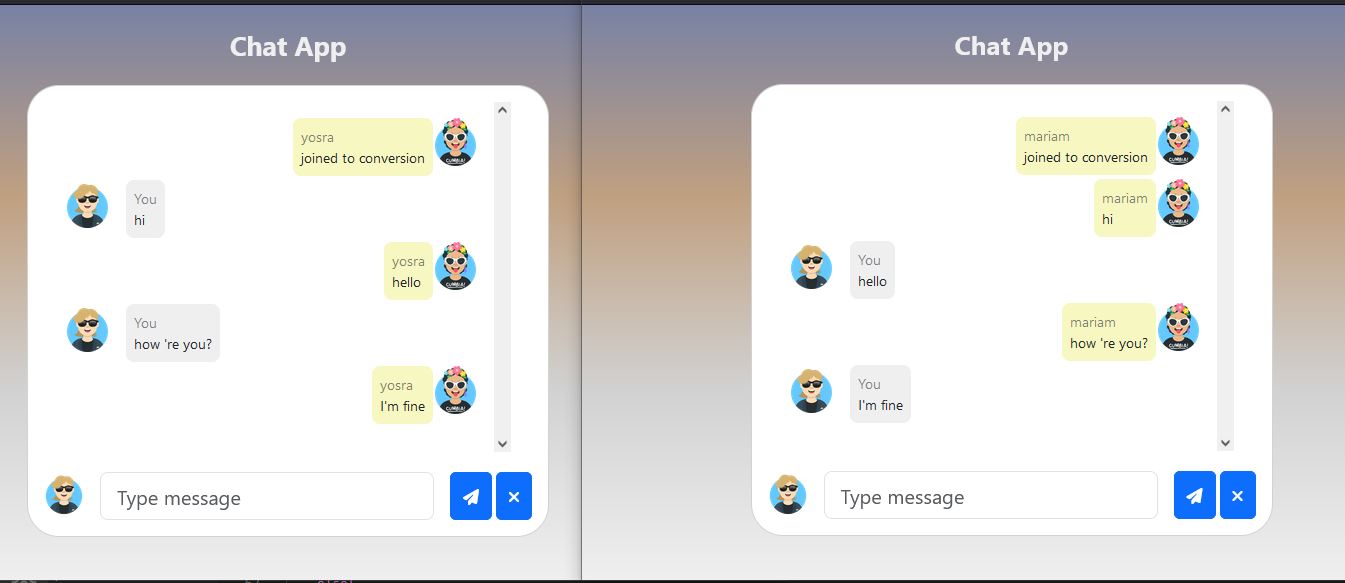 Chat App
yosra
joined to conversion
You
hi
yosra
hello
You
how 're you?
yosra
I'm fine
Type message
Chat App
mariam
joined to conversion
mariam
hi
You
hello
mariam
how 're you?
You
I'm fine
Type message